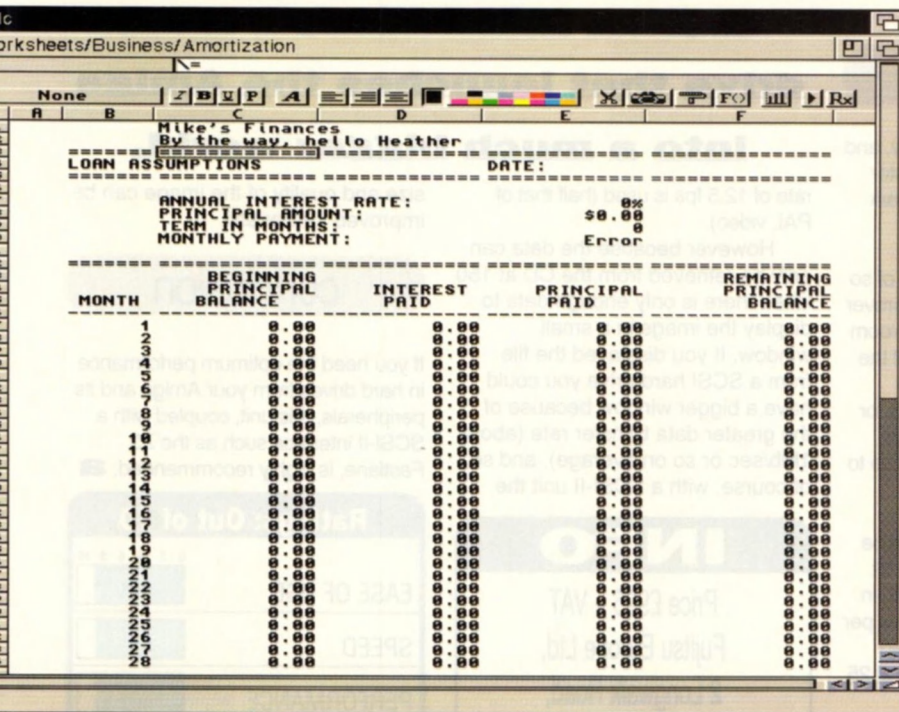 lc
orksheets/Business/Amortization
\=
None I B U P A F<> Rx
A B C D E F
Mike's Finances
By the way, hello Heather
LOAN ASSUMPTIONS DATE:
ANNUAL INTEREST RATE: 0%
PRINCIPAL AMOUNT: $0.00
TERM IN MONTHS: 0
MONTHLY PAYMENT: Error
BEGINNING REMAINING
PRINCIPAL INTEREST PRINCIPAL PRINCIPAL
MONTH BALANCE PAID PAID BALANCE
1 0.00 0.00 0.00 0.00
2 0.00 0.00 0.00 0.00
3 0.00 0.00 0.00 0.00
4 0.00 0.00 0.00 0.00
5 0.00 0.00 0.00 0.00
6 0.00 0.00 0.00 0.00
7 0.00 0.00 0.00 0.00
8 0.00 0.00 0.00 0.00
9 0.00 0.00 0.00 0.00
10 0.00 0.00 0.00 0.00
11 0.00 0.00 0.00 0.00
12 0.00 0.00 0.00 0.00
13 0.00 0.00 0.00 0.00
14 0.00 0.00 0.00 0.00
15 0.00 0.00 0.00 0.00
16 0.00 0.00 0.00 0.00
17 0.00 0.00 0.00 0.00
18 0.00 0.00 0.00 0.00
19 0.00 0.00 0.00 0.00
20 0.00 0.00 0.00 0.00
21 0.00 0.00 0.00 0.00
22 0.00 0.00 0.00 0.00
23 0.00 0.00 0.00 0.00
24 0.00 0.00 0.00 0.00
25 0.00 0.00 0.00 0.00
26 0.00 0.00 0.00 0.00
27 0.00 0.00 0.00 0.00
28 0.00 0.00 0.00 0.00